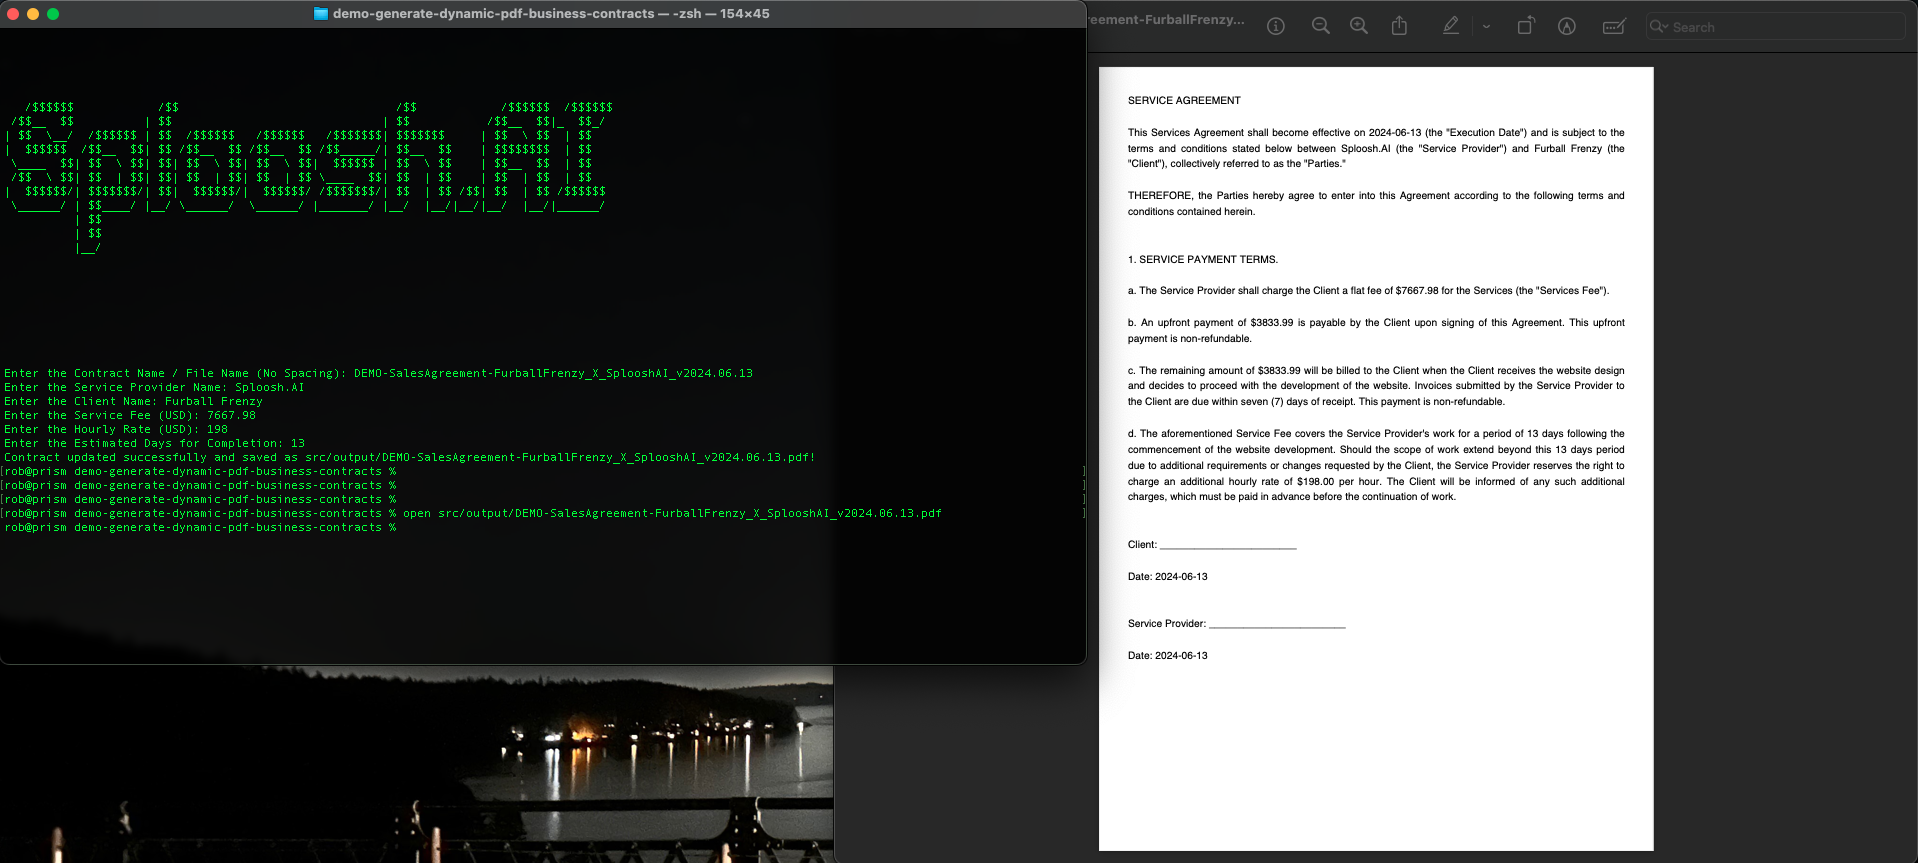 demo-generate-dynamic-pdf-business-contracts — -zsh — 154×45
Sploosh.AI
Enter the Contract Name / File Name (No Spacing): DEMO-SalesAgreement-FurballFrenzy_X_SplooshAI_v2024.06.13
Enter the Service Provider Name: Sploosh.AI
Enter the Client Name: Furball Frenzy
Enter the Service Fee (USD): 7667.98
Enter the Hourly Rate (USD): 198
Enter the Estimated Days for Completion: 13
Contract updated successfully and saved as src/output/DEMO-SalesAgreement-FurballFrenzy_X_SplooshAI_v2024.06.13.pdf!
[rob@prism demo-generate-dynamic-pdf-business-contracts % ]
[rob@prism demo-generate-dynamic-pdf-business-contracts % ]
[rob@prism demo-generate-dynamic-pdf-business-contracts % ]
[rob@prism demo-generate-dynamic-pdf-business-contracts % open src/output/DEMO-SalesAgreement-FurballFrenzy_X_SplooshAI_v2024.06.13.pdf ]
rob@prism demo-generate-dynamic-pdf-business-contracts %
eement-FurballFrenzy...
Search
SERVICE AGREEMENT
This Services Agreement shall become effective on 2024-06-13 (the "Execution Date") and is subject to the
terms and conditions stated below between Sploosh.AI (the "Service Provider") and Furball Frenzy (the
"Client"), collectively referred to as the "Parties."
THEREFORE, the Parties hereby agree to enter into this Agreement according to the following terms and
conditions contained herein.
1. SERVICE PAYMENT TERMS.
a. The Service Provider shall charge the Client a flat fee of $7667.98 for the Services (the "Services Fee").
b. An upfront payment of $3833.99 is payable by the Client upon signing of this Agreement. This upfront
payment is non-refundable.
c. The remaining amount of $3833.99 will be billed to the Client when the Client receives the website design
and decides to proceed with the development of the website. Invoices submitted by the Service Provider to
the Client are due within seven (7) days of receipt. This payment is non-refundable.
d. The aforementioned Service Fee covers the Service Provider's work for a period of 13 days following the
commencement of the website development. Should the scope of work extend beyond this 13 days period
due to additional requirements or changes requested by the Client, the Service Provider reserves the right to
charge an additional hourly rate of $198.00 per hour. The Client will be informed of any such additional
charges, which must be paid in advance before the continuation of work.
Client: _________________________
Date: 2024-06-13
Service Provider: _________________________
Date: 2024-06-13